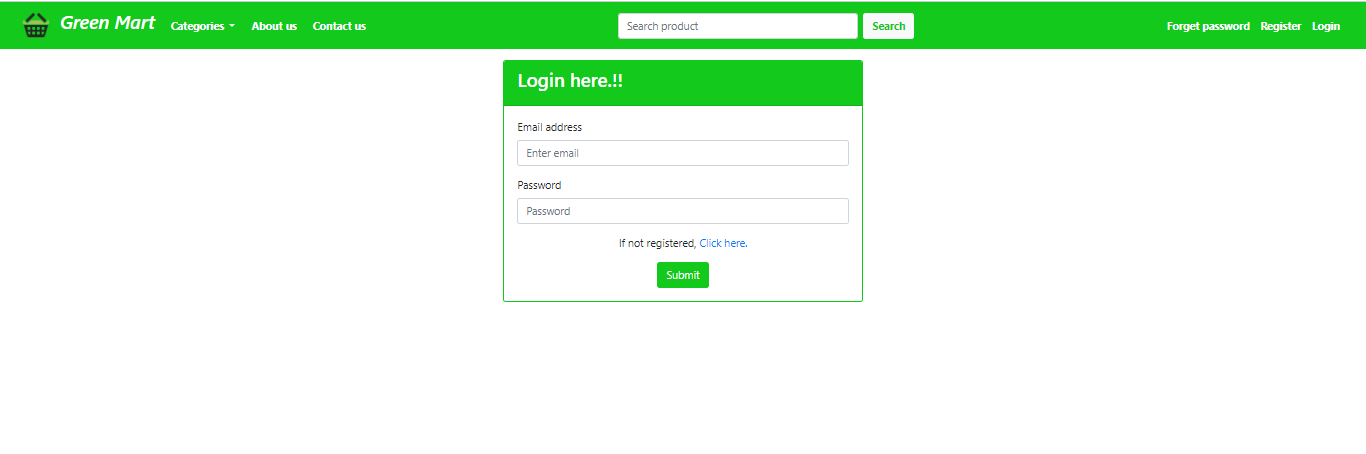 Green Mart Categories About us Contact us Search product Search Forget password Register Login
Login here.!!
Email address
Enter email
Password
Password
If not registered, Click here.
Submit